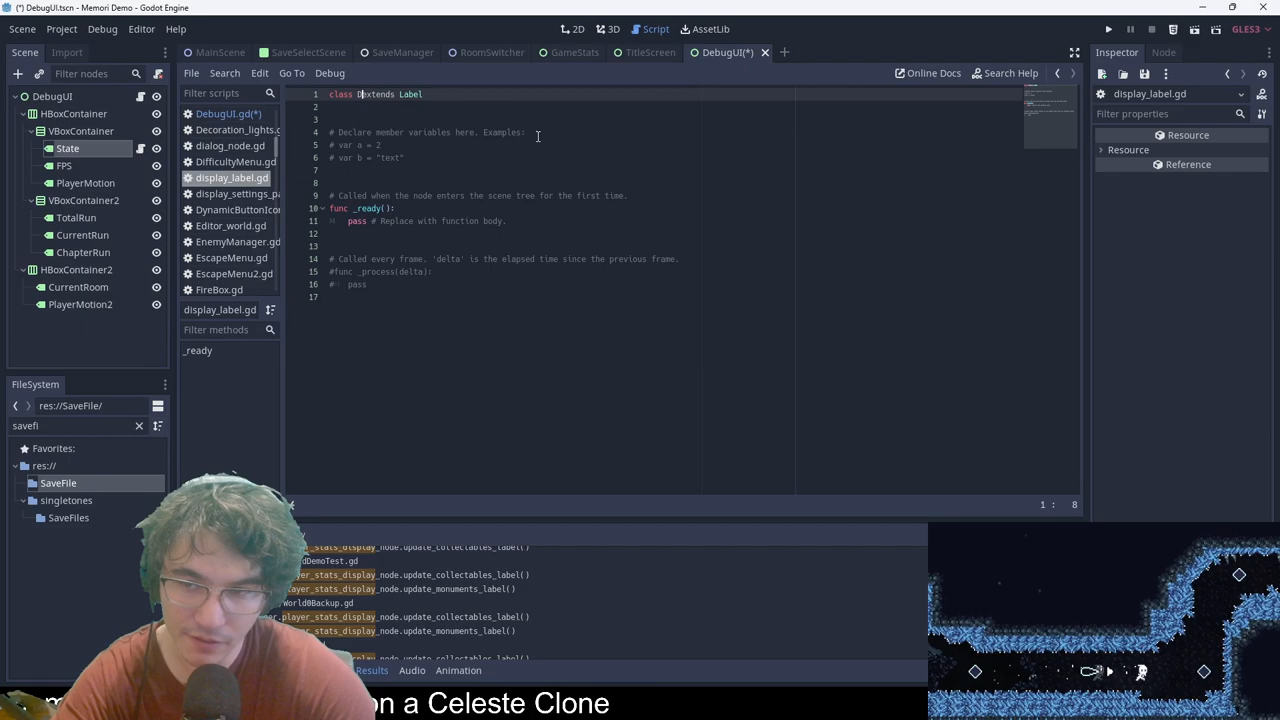 (*) DebugUI.tscn - Memori Demo - Godot Engine
Scene Project Debug Editor Help
2D 3D Script AssetLib
GLES3
Scene Import
MainScene SaveSelectScene SaveManager RoomSwitcher GameStats TitleScreen DebugUI(*)
Inspector Node
Filter nodes
File Search Edit Go To Debug
Online Docs Search Help
DebugUI
HBoxContainer
VBoxContainer
State
FPS
PlayerMotion
VBoxContainer2
TotalRun
CurrentRun
ChapterRun
HBoxContainer2
CurrentRoom
PlayerMotion2
Filter scripts
DebugUI.gd(*)
Decoration_lights.g
dialog_node.gd
DifficultyMenu.gd
display_label.gd
display_settings_pa
DynamicButtonIcon
Editor_world.gd
EnemyManager.gd
EscapeMenu.gd
EscapeMenu2.gd
FireBox.gd
display_label.gd
Filter methods
_ready
1 class Dextends Label
2
3
4 # Declare member variables here. Examples:
5 # var a = 2
6 # var b = "text"
7
8
9 # Called when the node enters the scene tree for the first time.
10 func _ready():
11 pass # Replace with function body.
12
13
14 # Called every frame. 'delta' is the elapsed time since the previous frame.
15 #func _process(delta):
16 # pass
17
1 : 8
display_label.gd
Filter properties
Resource
Resource
Reference
FileSystem
res://SaveFile/
savefi
Favorites:
res://
SaveFile
singletones
SaveFiles
er_stats_display_node.update_collectables_label()
dDemoTest.gd
yer_stats_display_node.update_collectables_label()
yer_stats_display_node.update_monuments_label()
World0Backup.gd
er.player_stats_display_node.update_collectables_label()
er.player_stats_display_node.update_monuments_label()
Results Audio Animation
on a Celeste Clone